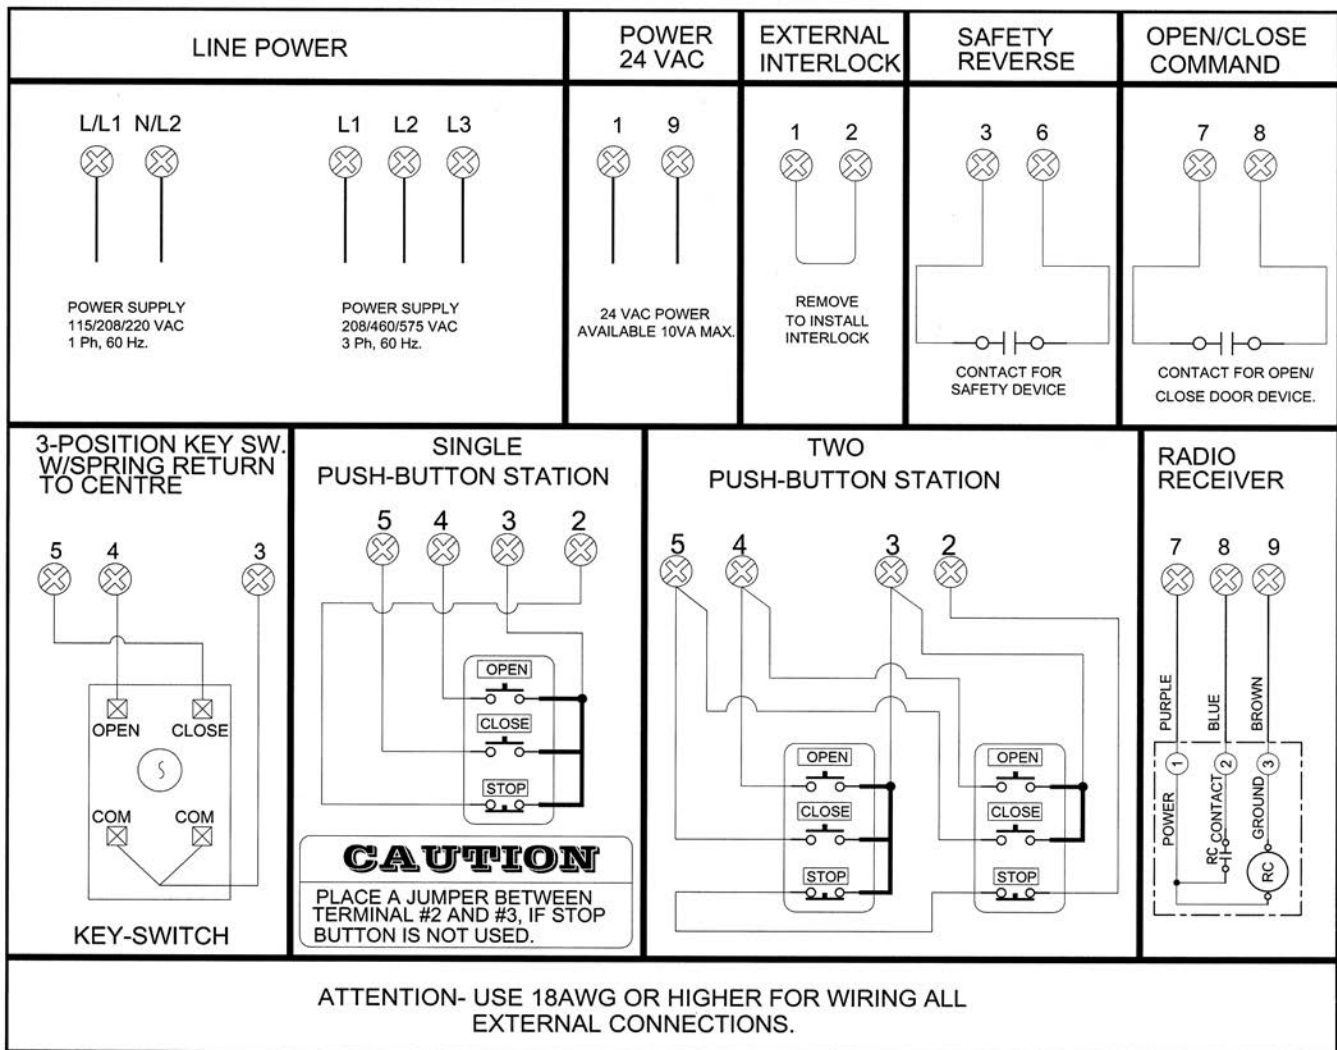 LINE POWER
POWER
24 VAC
EXTERNAL
INTERLOCK
SAFETY
REVERSE
OPEN/CLOSE
COMMAND
L/L1 N/L2
L1 L2 L3
POWER SUPPLY
115/208/220 VAC
1 Ph, 60 Hz.
POWER SUPPLY
208/460/575 VAC
3 Ph, 60 Hz.
1 9
24 VAC POWER
AVAILABLE 10VA MAX.
1 2
REMOVE
TO INSTALL
INTERLOCK
3 6
CONTACT FOR
SAFETY DEVICE
7 8
CONTACT FOR OPEN/
CLOSE DOOR DEVICE.
3-POSITION KEY SW.
W/SPRING RETURN
TO CENTRE
5 4 3
OPEN CLOSE
S
COM COM
KEY-SWITCH
SINGLE
PUSH-BUTTON STATION
5 4 3 2
OPEN
CLOSE
STOP
CAUTION
PLACE A JUMPER BETWEEN
TERMINAL #2 AND #3, IF STOP
BUTTON IS NOT USED.
TWO
PUSH-BUTTON STATION
5 4 3 2
OPEN
CLOSE
STOP
OPEN
CLOSE
STOP
RADIO
RECEIVER
7 8 9
PURPLE
BLUE
BROWN
1 2 3
POWER
RC CONTACT
GROUND
RC
ATTENTION- USE 18AWG OR HIGHER FOR WIRING ALL
EXTERNAL CONNECTIONS.